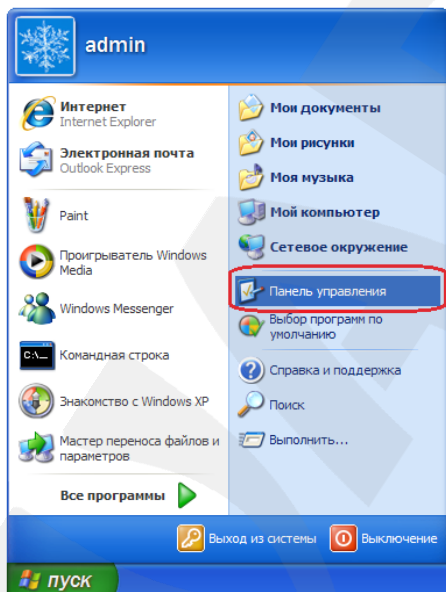 admin
Интернет
Internet Explorer
Электронная почта
Outlook Express
Paint
Проигрыватель Windows
Media
Windows Messenger
C:\_
Командная строка
Знакомство с Windows XP
Мастер переноса файлов и
параметров
Все программы
Мои документы
Мои рисунки
Моя музыка
Мой компьютер
Сетевое окружение
Панель управления
Выбор программ по
умолчанию
Справка и поддержка
Поиск
Выполнить...
Выход из системы
Выключение
пуск